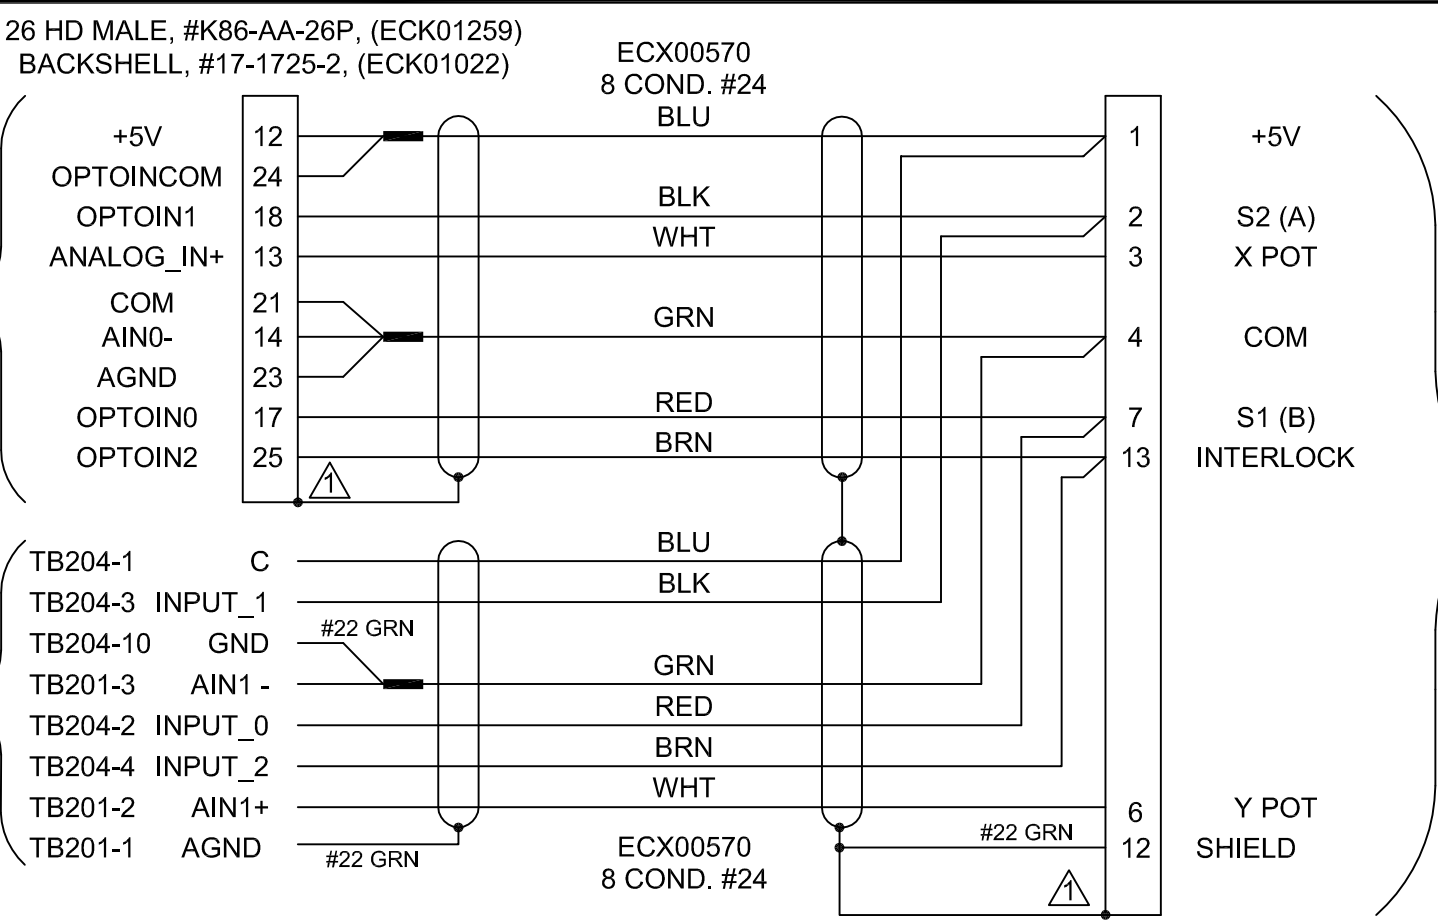 26 HD MALE, #K86-AA-26P, (ECK01259)
BACKSHELL, #17-1725-2, (ECK01022)
ECX00570
8 COND. #24
+5V 12 BLU 1 +5V
OPTOINCOM 24
OPTOIN1 18 BLK 2 S2 (A)
ANALOG_IN+ 13 WHT 3 X POT
COM 21
AIN0- 14 GRN 4 COM
AGND 23
OPTOIN0 17 RED 7 S1 (B)
OPTOIN2 25 BRN 13 INTERLOCK
1
TB204-1 C BLU
TB204-3 INPUT_1 BLK
TB204-10 GND #22 GRN
TB201-3 AIN1 - GRN
TB204-2 INPUT_0 RED
TB204-4 INPUT_2 BRN
TB201-2 AIN1+ WHT 6 Y POT
TB201-1 AGND #22 GRN #22 GRN 12 SHIELD
ECX00570
8 COND. #24
1